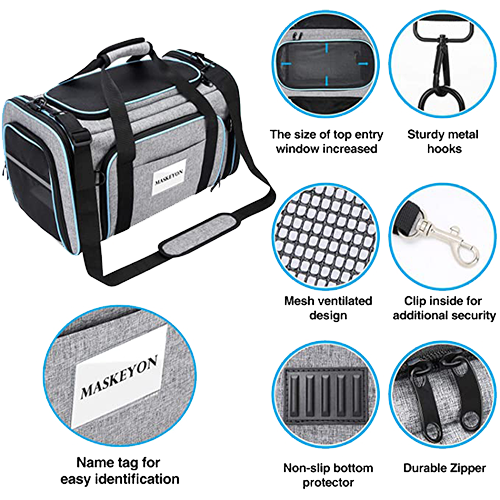 MASKEYON
The size of top entry
window increased
Sturdy metal
hooks
Mesh ventilated
design
Clip inside for
additional security
MASKEYON
Name tag for
easy identification
Non-slip bottom
protector
Durable Zipper